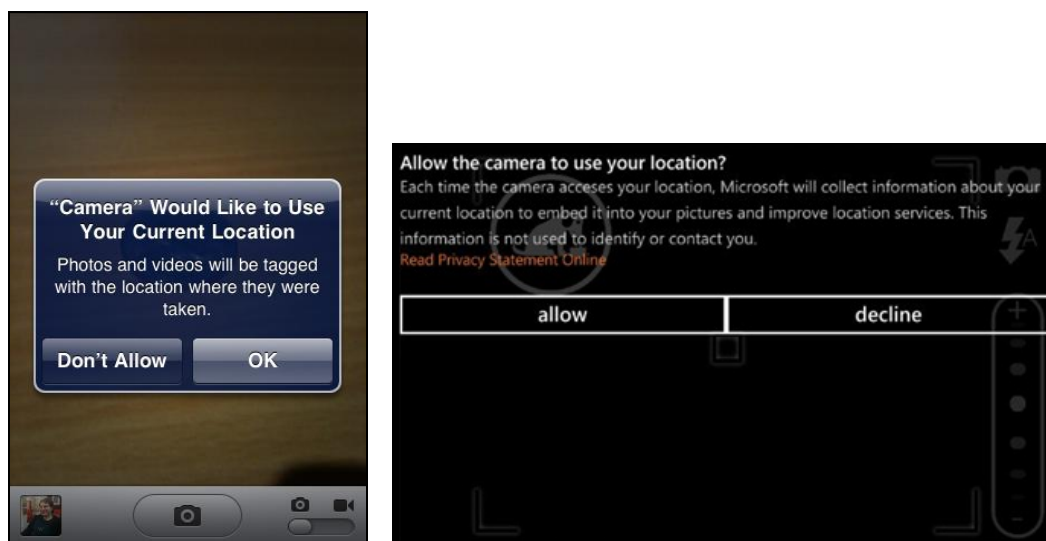 “Camera” Would Like to Use
Your Current Location
Photos and videos will be tagged
with the location where they were
taken.
Don’t Allow
OK
Allow the camera to use your location?
Each time the camera acceses your location, Microsoft will collect information about your
current location to embed it into your pictures and improve location services. This
information is not used to identify or contact you.
Read Privacy Statement Online
A
allow
decline